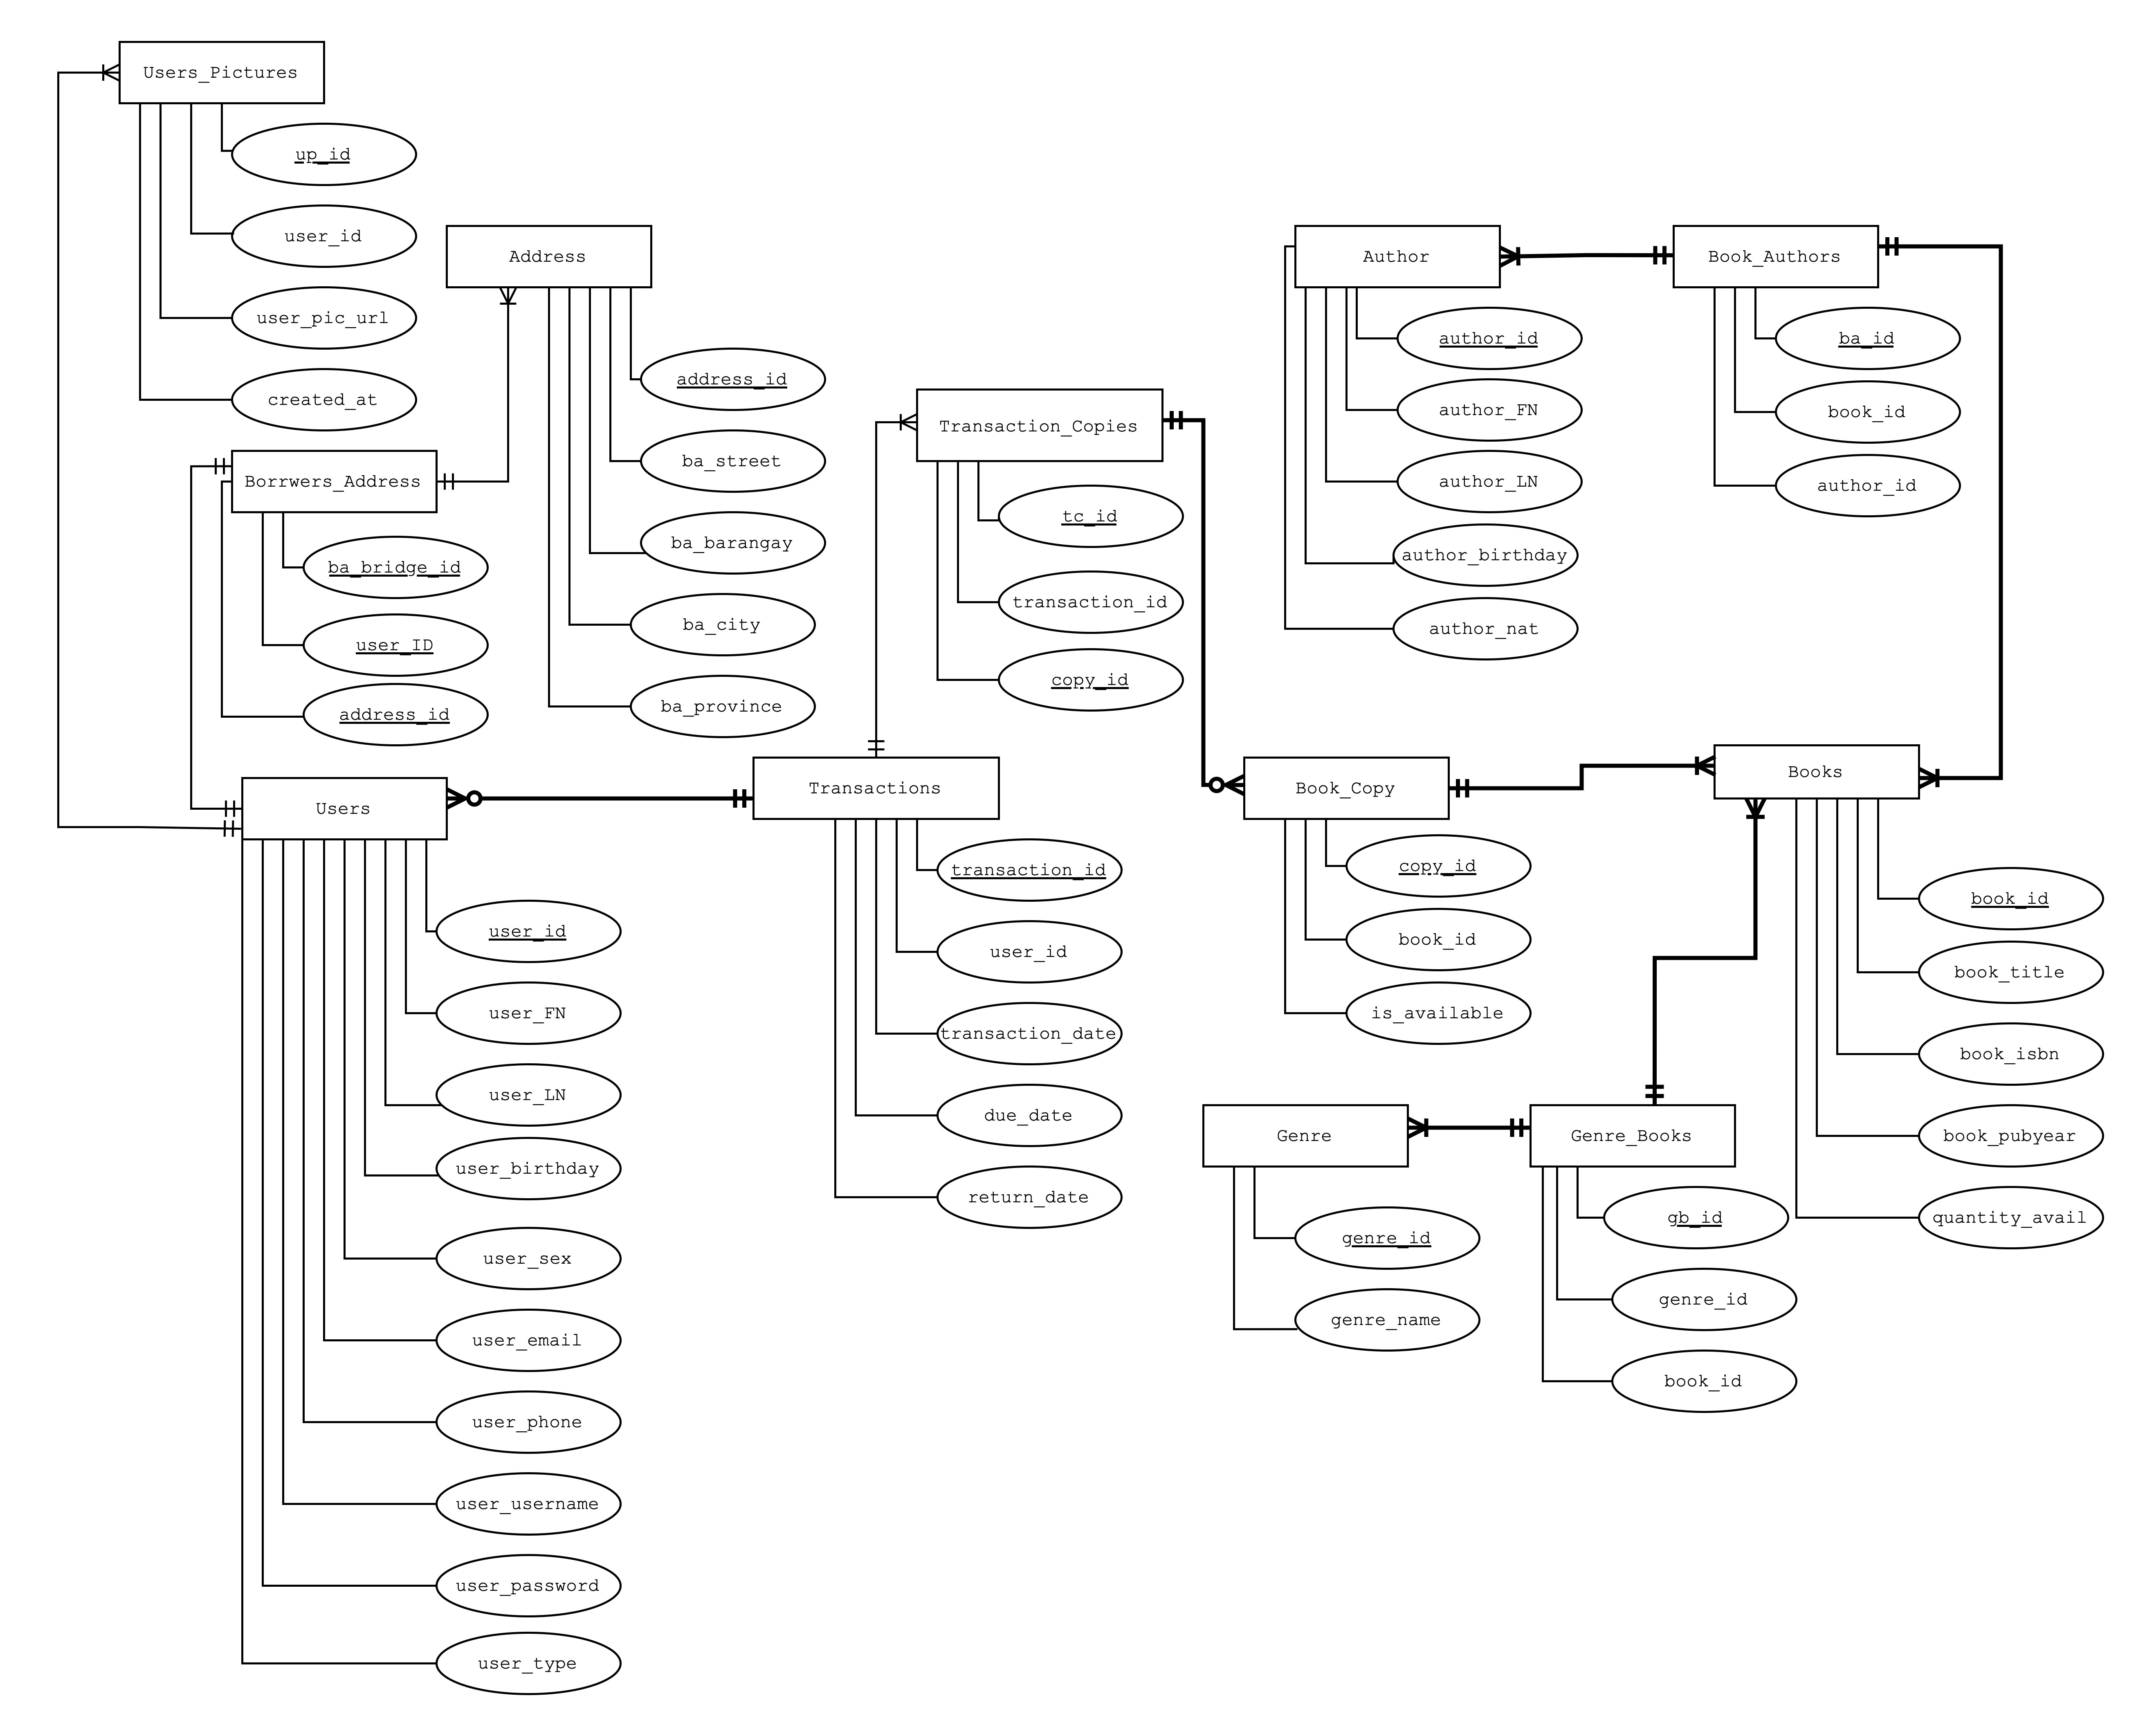 Users_Pictures
up_id
user_id
user_pic_url
created_at
Address
address_id
ba_street
ba_barangay
ba_city
ba_province
Borrwers_Address
ba_bridge_id
user_ID
address_id
Users
user_id
user_FN
user_LN
user_birthday
user_sex
user_email
user_phone
user_username
user_password
user_type
Transaction_Copies
tc_id
transaction_id
copy_id
Transactions
transaction_id
user_id
transaction_date
due_date
return_date
Author
author_id
author_FN
author_LN
author_birthday
author_nat
Book_Authors
ba_id
book_id
author_id
Book_Copy
copy_id
book_id
is_available
Books
book_id
book_title
book_isbn
book_pubyear
quantity_avail
Genre
genre_id
genre_name
Genre_Books
gb_id
genre_id
book_id